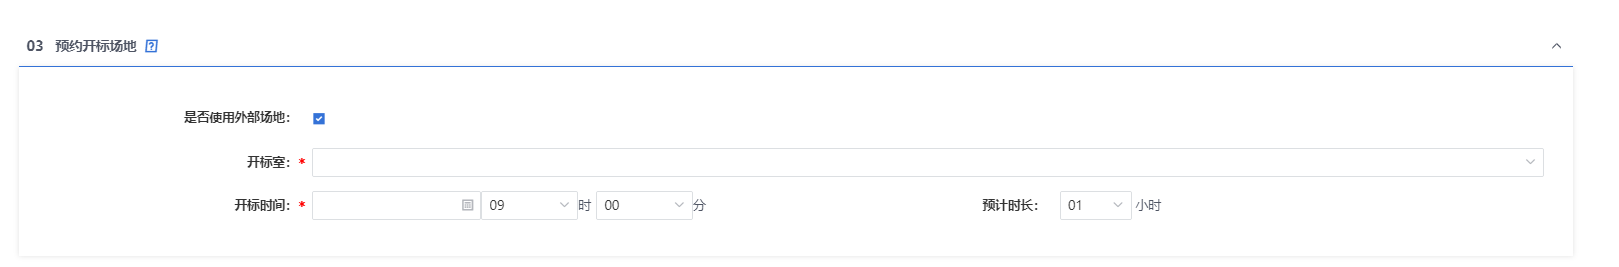 03 预约开标场地 ?
是否使用外部场地：
开标室： *
开标时间： * 09 时 00 分 预计时长： 01 小时